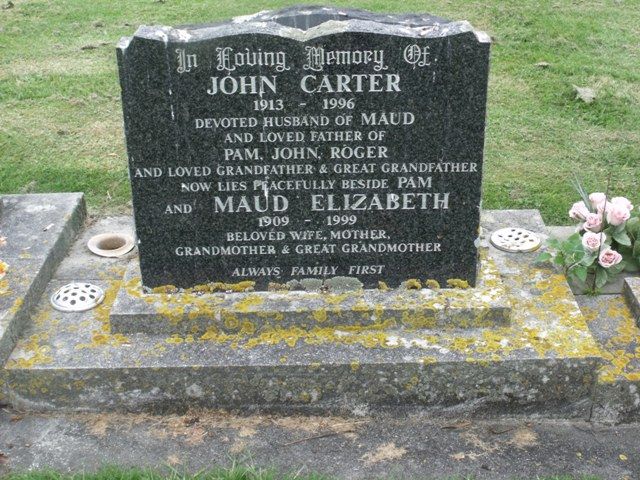 In Loving Memory Of
JOHN CARTER
1913 - 1996
DEVOTED HUSBAND OF MAUD
AND LOVED FATHER OF
PAM, JOHN, ROGER
AND LOVED GRANDFATHER & GREAT GRANDFATHER
NOW LIES PEACEFULLY BESIDE PAM
AND MAUD ELIZABETH
1909 - 1999
BELOVED WIFE, MOTHER,
GRANDMOTHER & GREAT GRANDMOTHER
ALWAYS FAMILY FIRST